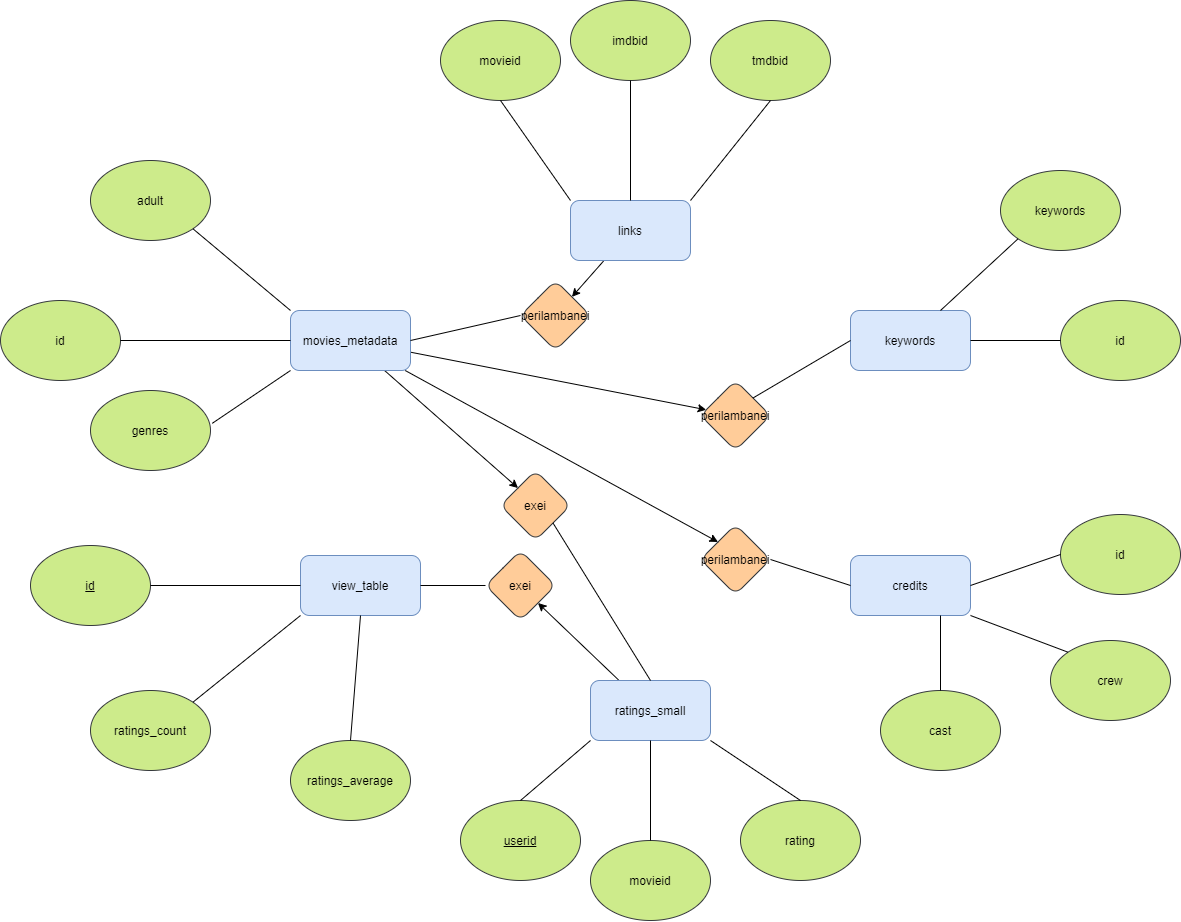 movieid
imdbid
tmdbid
adult
keywords
links
perilambanei
id
movies_metadata
keywords
id
genres
perilambanei
exei
id
view_table
exei
perilambanei
credits
id
crew
ratings_count
ratings_small
cast
ratings_average
userid
movieid
rating